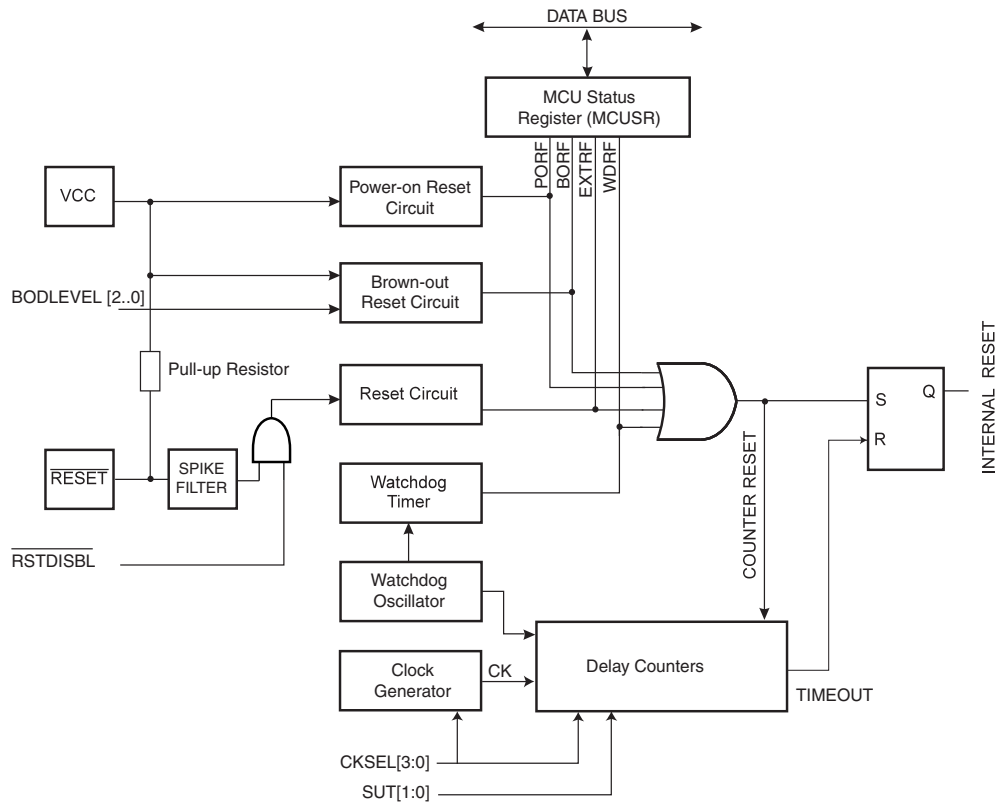 DATA BUS
MCU Status
Register (MCUSR)
PORF
BORF
EXTRF
WDRF
VCC
Power-on Reset
Circuit
BODLEVEL [2..0]
Brown-out
Reset Circuit
Pull-up Resistor
Reset Circuit
S
Q
R
INTERNAL RESET
RESET
SPIKE
FILTER
Watchdog
Timer
COUNTER RESET
RSTDISBL
Watchdog
Oscillator
Clock
Generator
CK
Delay Counters
TIMEOUT
CKSEL[3:0]
SUT[1:0]